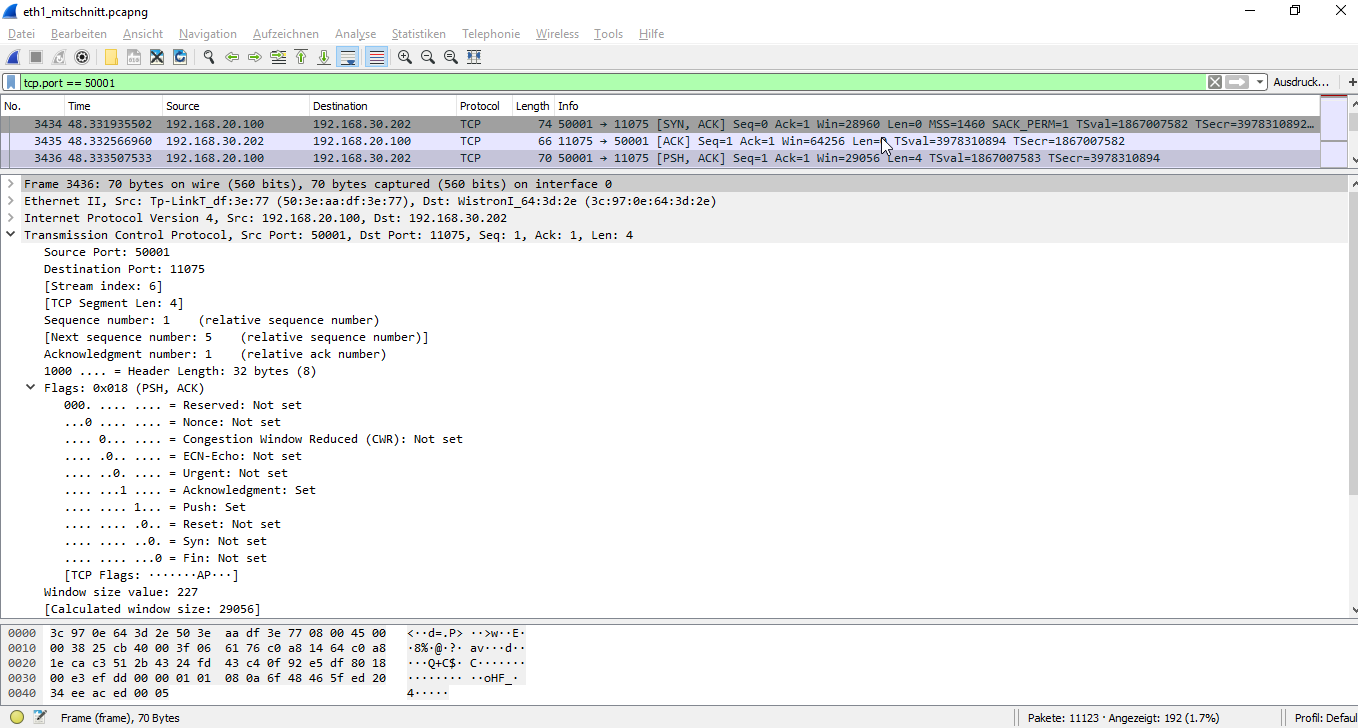 eth1_mitschnitt.pcapng
Datei Bearbeiten Ansicht Navigation Aufzeichnen Analyse Statistiken Telephonie Wireless Tools Hilfe
tcp.port == 50001 Ausdruck... +
No. Time Source Destination Protocol Length Info
3434 48.331935502 192.168.20.100 192.168.30.202 TCP 74 50001 → 11075 [SYN, ACK] Seq=0 Ack=1 Win=28960 Len=0 MSS=1460 SACK_PERM=1 TSval=1867007582 TSecr=3978310892…
3435 48.332566960 192.168.30.202 192.168.20.100 TCP 66 11075 → 50001 [ACK] Seq=1 Ack=1 Win=64256 Len=0 TSval=3978310894 TSecr=1867007582
3436 48.333507533 192.168.20.100 192.168.30.202 TCP 70 50001 → 11075 [PSH, ACK] Seq=1 Ack=1 Win=29056 Len=4 TSval=1867007583 TSecr=3978310894
Frame 3436: 70 bytes on wire (560 bits), 70 bytes captured (560 bits) on interface 0
Ethernet II, Src: Tp-LinkT_df:3e:77 (50:3e:aa:df:3e:77), Dst: WistronI_64:3d:2e (3c:97:0e:64:3d:2e)
Internet Protocol Version 4, Src: 192.168.20.100, Dst: 192.168.30.202
Transmission Control Protocol, Src Port: 50001, Dst Port: 11075, Seq: 1, Ack: 1, Len: 4
Source Port: 50001
Destination Port: 11075
[Stream index: 6]
[TCP Segment Len: 4]
Sequence number: 1 (relative sequence number)
[Next sequence number: 5 (relative sequence number)]
Acknowledgment number: 1 (relative ack number)
1000 .... = Header Length: 32 bytes (8)
Flags: 0x018 (PSH, ACK)
000. .... .... = Reserved: Not set
...0 .... .... = Nonce: Not set
.... 0... .... = Congestion Window Reduced (CWR): Not set
.... .0.. .... = ECN-Echo: Not set
.... ..0. .... = Urgent: Not set
.... ...1 .... = Acknowledgment: Set
.... .... 1... = Push: Set
.... .... .0.. = Reset: Not set
.... .... ..0. = Syn: Not set
.... .... ...0 = Fin: Not set
[TCP Flags: ·······AP···]
Window size value: 227
[Calculated window size: 29056]
0000 3c 97 0e 64 3d 2e 50 3e aa df 3e 77 08 00 45 00 <··d=.P> ··>w··E·
0010 00 38 25 cb 40 00 3f 06 61 76 c0 a8 14 64 c0 a8 ·8%·@·?· av···d··
0020 1e ca c3 51 2b 43 24 fd 43 c4 0f 92 e5 df 80 18 ···Q+C$· C·······
0030 00 e3 ef dd 00 00 01 01 08 0a 6f 48 46 5f ed 20 ········ ··oHF_·
0040 34 ee ac ed 00 05 4·····
Frame (frame), 70 Bytes Pakete: 11123 · Angezeigt: 192 (1.7%) Profil: Defaul